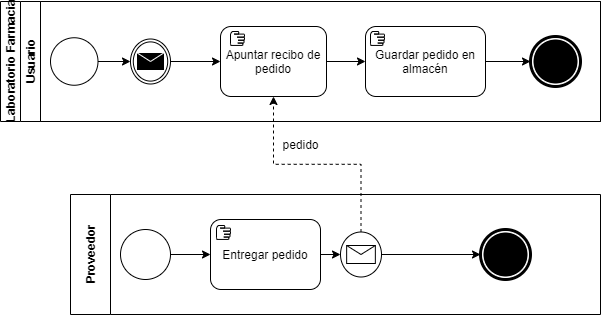 Laboratorio Farmacia
Usuario
Apuntar recibo de
pedido
Guardar pedido en
almacén
pedido
Proveedor
Entregar pedido